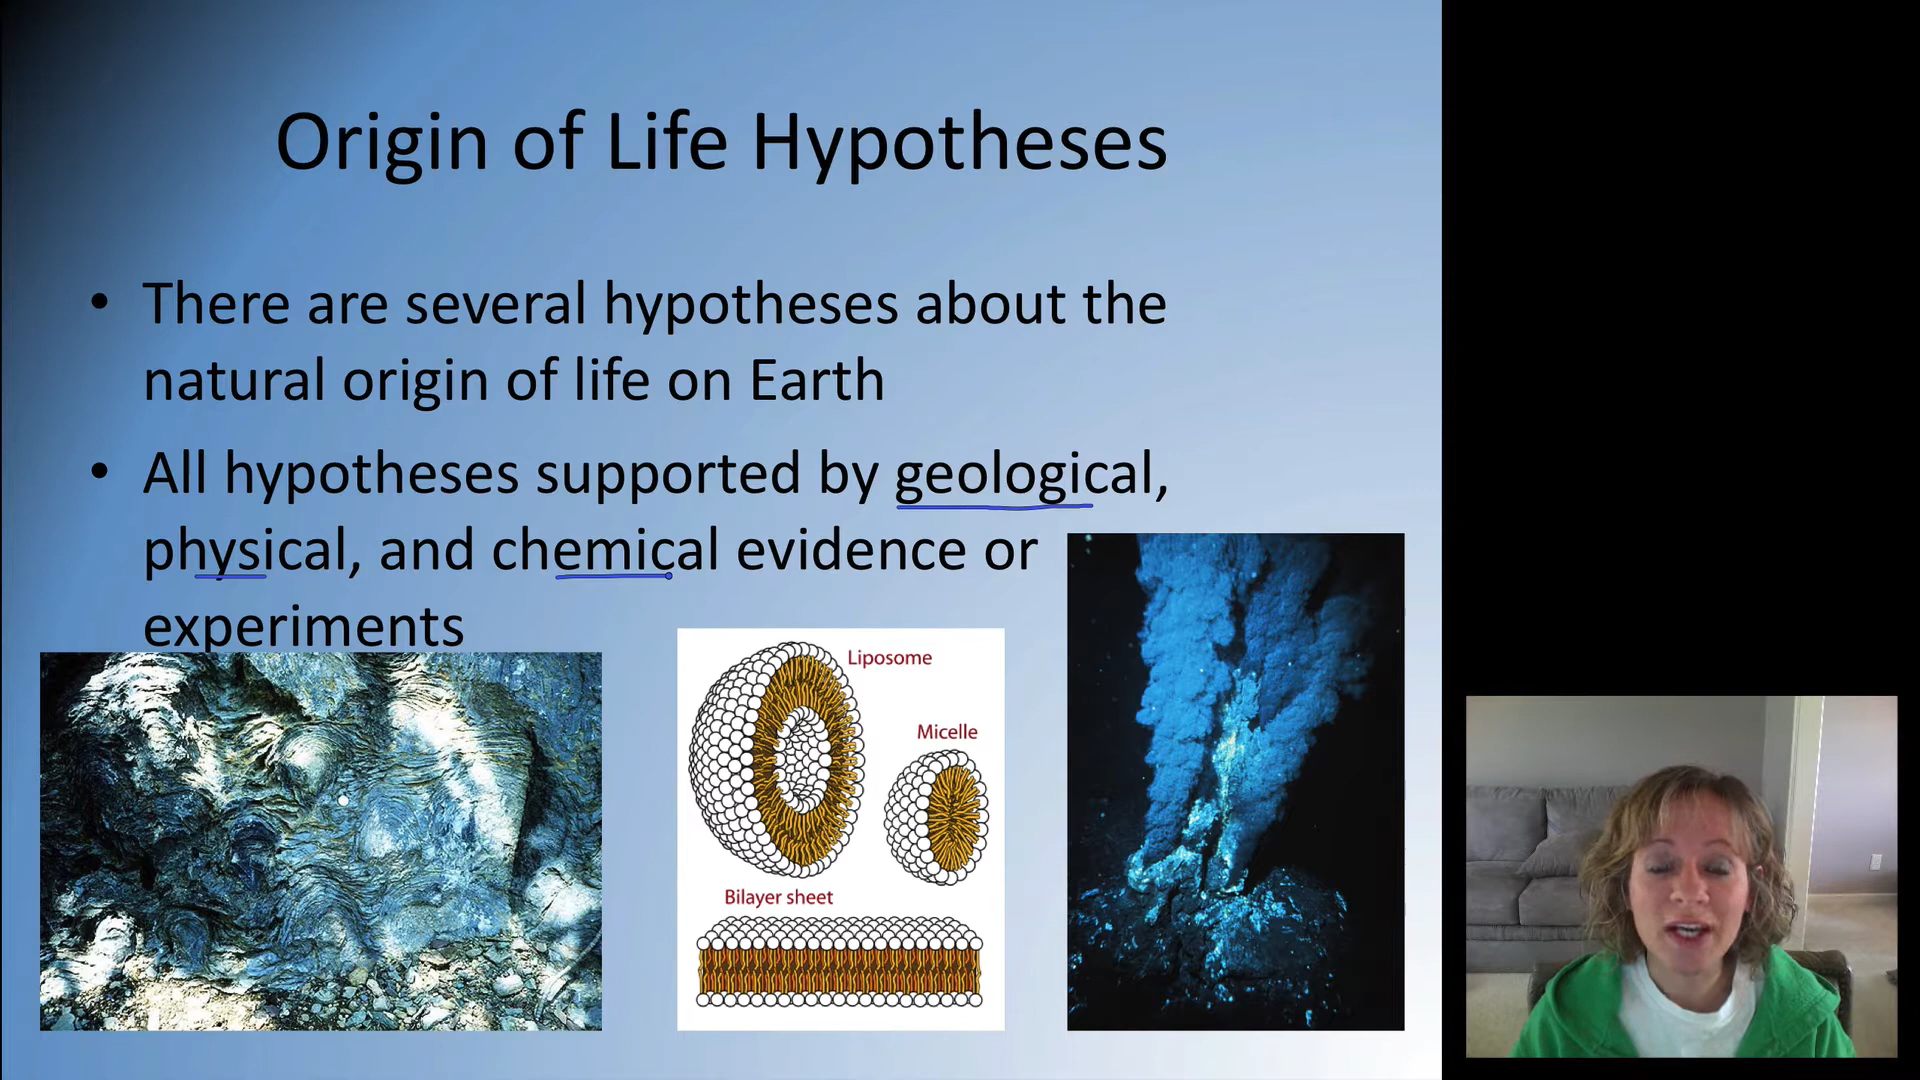 Origin of Life Hypotheses
• There are several hypotheses about the
natural origin of life on Earth
• All hypotheses supported by geological,
physical, and chemical evidence or
experiments
Liposome
Micelle
Bilayer sheet